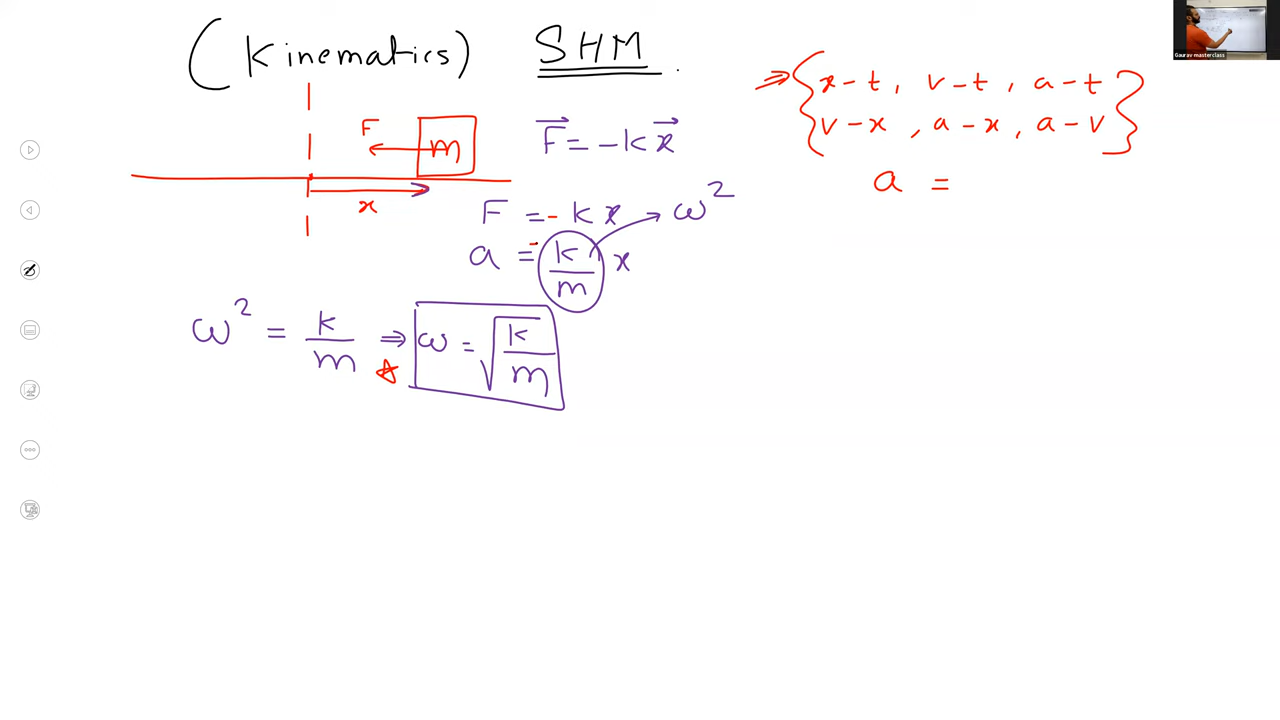 (Kinematics) SHM.
⇒ { x-t, v-t, a-t
v-x, a-x, a-v }
a =
F
m
x
F⃗ = -kx⃗
F = -kx
ω²
a = - k/m x
ω² = k/m ⇒ ω = √(k/m)
Gaurav masterclass